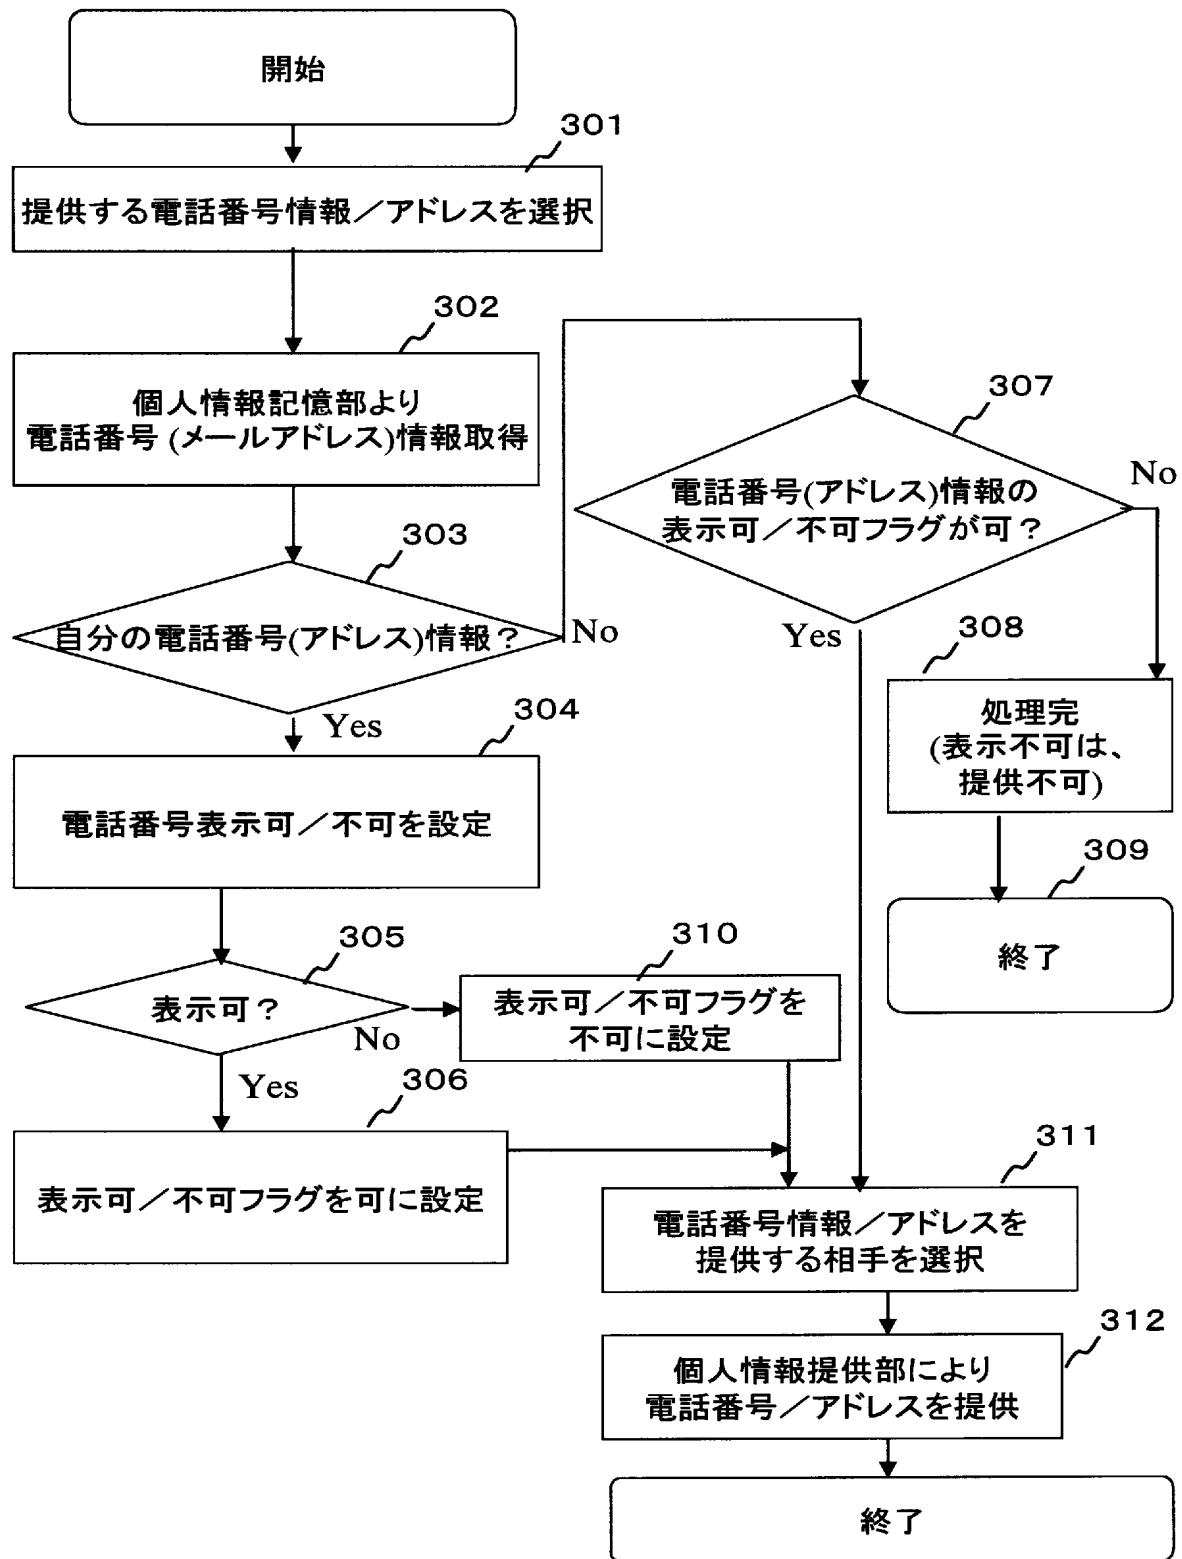 開始
301
提供する電話番号情報／アドレスを選択
302
個人情報記憶部より
電話番号 (メールアドレス)情報取得
303
自分の電話番号(アドレス)情報？
No
Yes
304
電話番号表示可／不可を設定
305
表示可？
No
Yes
310
表示可／不可フラグを
不可に設定
306
表示可／不可フラグを可に設定
307
電話番号(アドレス)情報の
表示可／不可フラグが可？
No
Yes
308
処理完
(表示不可は、
提供不可)
309
終了
311
電話番号情報／アドレスを
提供する相手を選択
312
個人情報提供部により
電話番号／アドレスを提供
終了